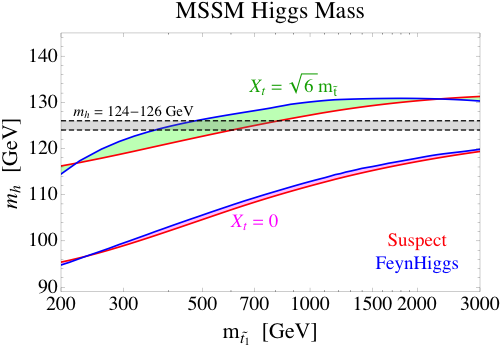 MSSM Higgs Mass
140
130
120
110
100
90
m_h [GeV]
X_t = √6 m_t̃
m_h = 124−126 GeV
X_t = 0
Suspect
FeynHiggs
200 300 500 700 1000 1500 2000 3000
m_t̃₁ [GeV]